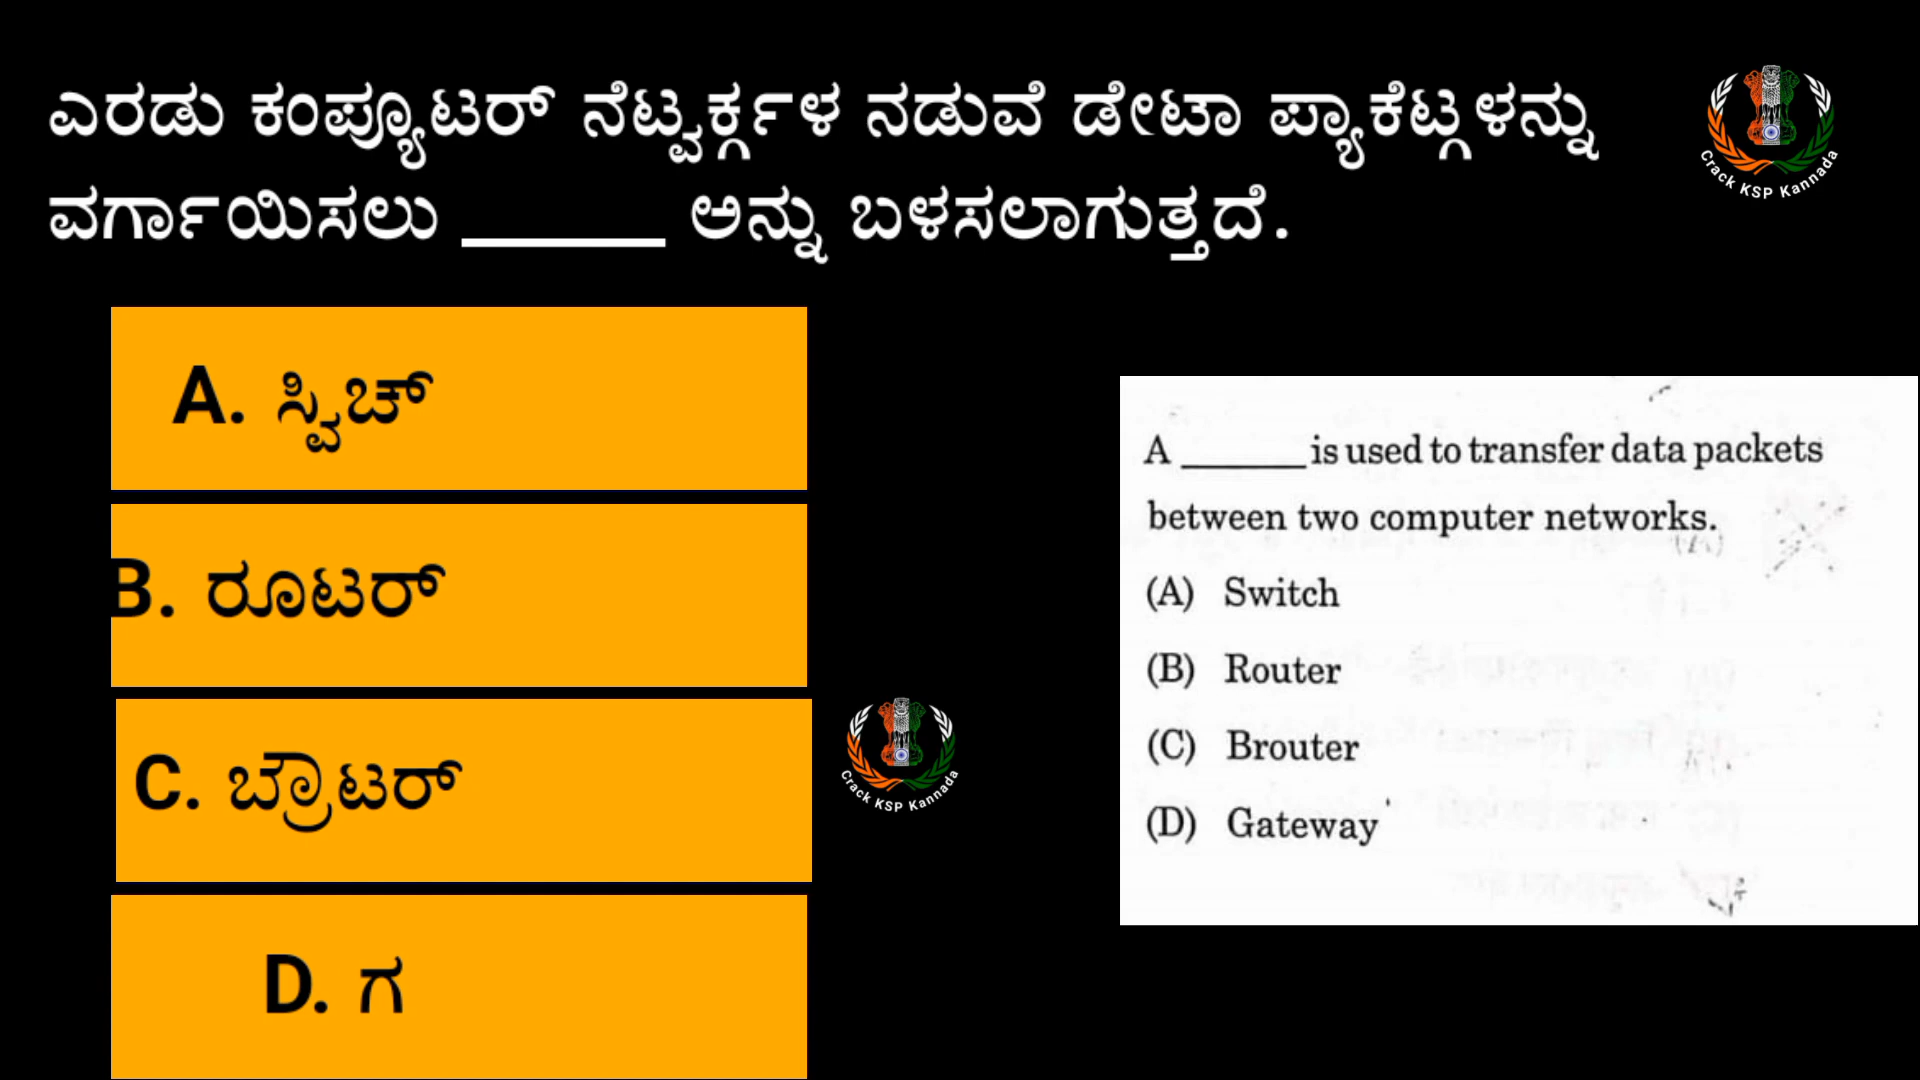 ಎರಡು ಕಂಪ್ಯೂಟರ್ ನೆಟ್ವರ್ಕ್ಗಳ ನಡುವೆ ಡೇಟಾ ಪ್ಯಾಕೆಟ್ಗಳನ್ನು
ವರ್ಗಾಯಿಸಲು ______ ಅನ್ನು ಬಳಸಲಾಗುತ್ತದೆ.
Crack KSP Kannada
A. ಸ್ವಿಚ್
B. ರೂಟರ್
C. ಬ್ರೌಟರ್
D. ಗ
Crack KSP Kannada
A ______ is used to transfer data packets
between two computer networks.
(A) Switch
(B) Router
(C) Brouter
(D) Gateway